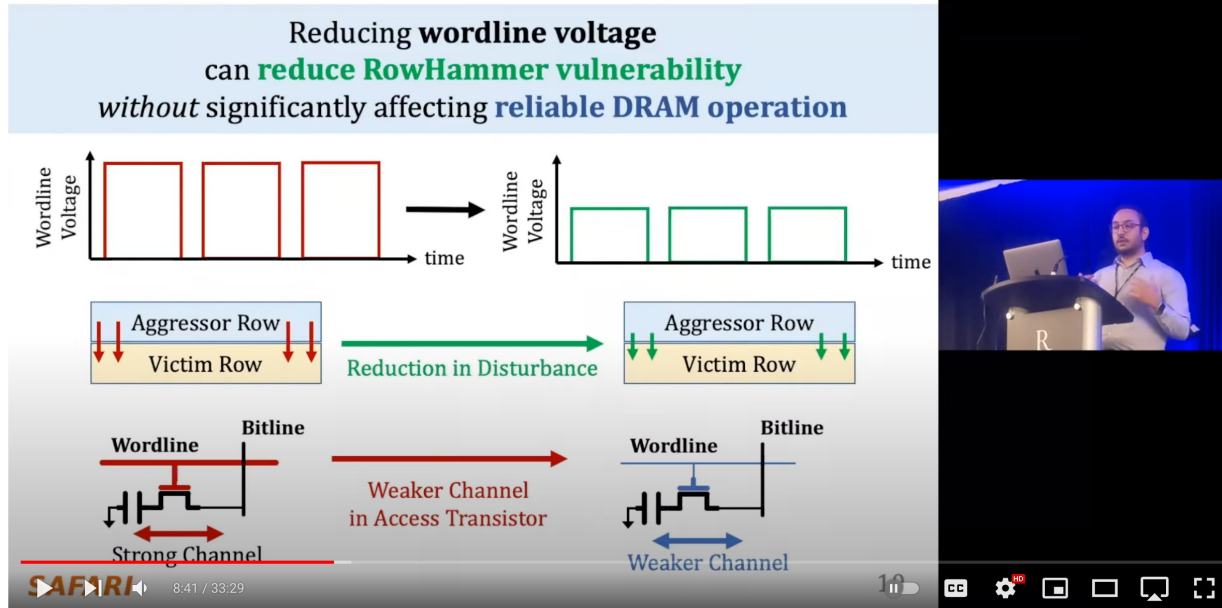 Reducing wordline voltage
can reduce RowHammer vulnerability
without significantly affecting reliable DRAM operation
Wordline
Voltage
time
Wordline
Voltage
time
Aggressor Row
Victim Row
Reduction in Disturbance
Aggressor Row
Victim Row
Wordline
Bitline
Strong Channel
Weaker Channel
in Access Transistor
Wordline
Bitline
Weaker Channel
SAFARI
8:41 / 33:29
CC
HD
R